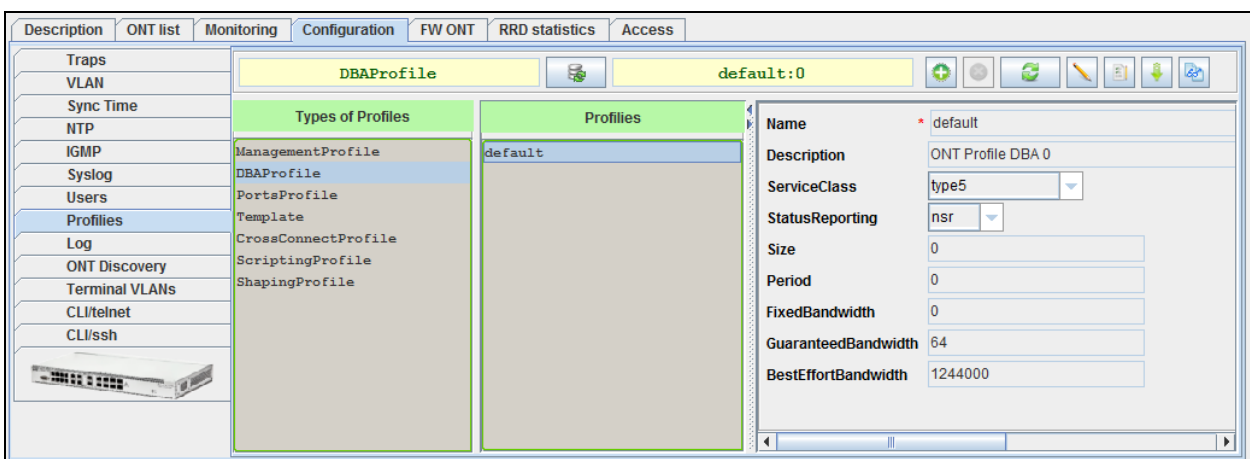 Description ONT list Monitoring Configuration FW ONT RRD statistics Access
Traps
VLAN
Sync Time
NTP
IGMP
Syslog
Users
Profilies
Log
ONT Discovery
Terminal VLANs
CLI/telnet
CLI/ssh
DBAProfile default:0
Types of Profiles
ManagementProfile
DBAProfile
PortsProfile
Template
CrossConnectProfile
ScriptingProfile
ShapingProfile
Profilies
default
Name * default
Description ONT Profile DBA 0
ServiceClass type5
StatusReporting nsr
Size 0
Period 0
FixedBandwidth 0
GuaranteedBandwidth 64
BestEffortBandwidth 1244000